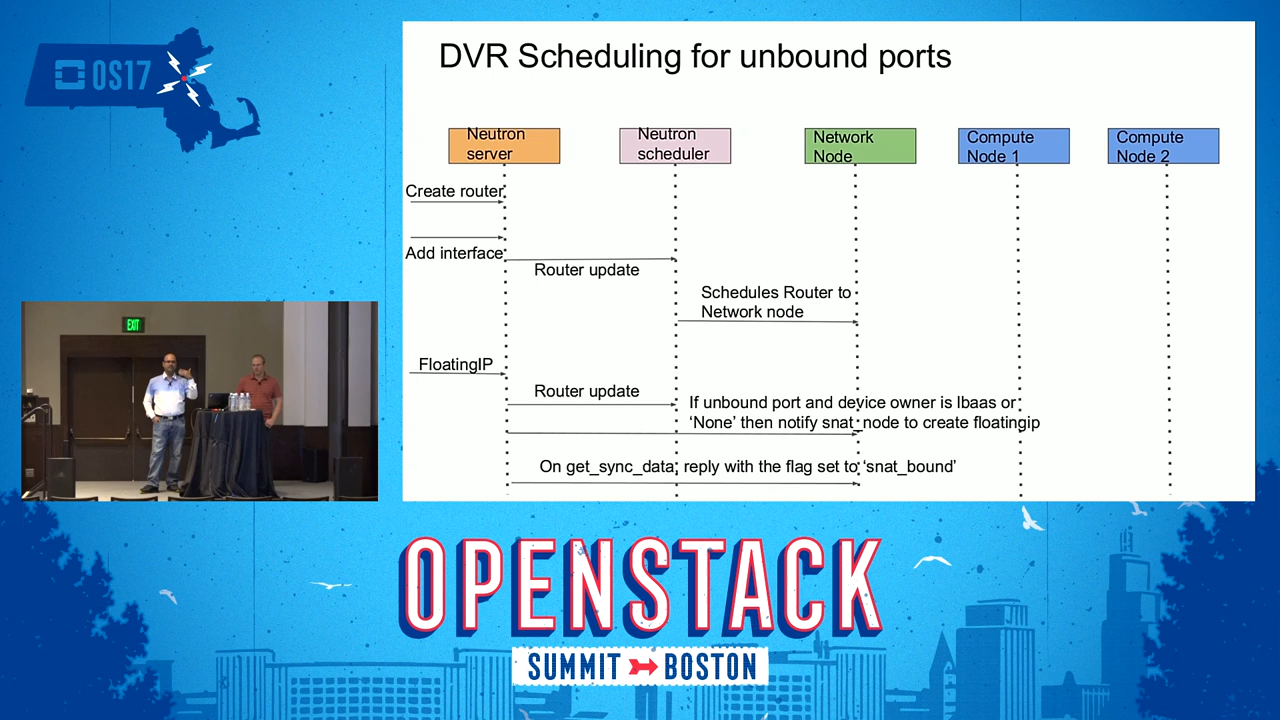 OS17
DVR Scheduling for unbound ports
Neutron
server
Neutron
scheduler
Network
Node
Compute
Node 1
Compute
Node 2
Create router
Add interface
Router update
Schedules Router to
Network node
FloatingIP
Router update
If unbound port and device owner is lbaas or
‘None’ then notify snat_node to create floatingip
On get_sync_data, reply with the flag set to ‘snat_bound’
EXIT
OPENSTACK
SUMMIT BOSTON